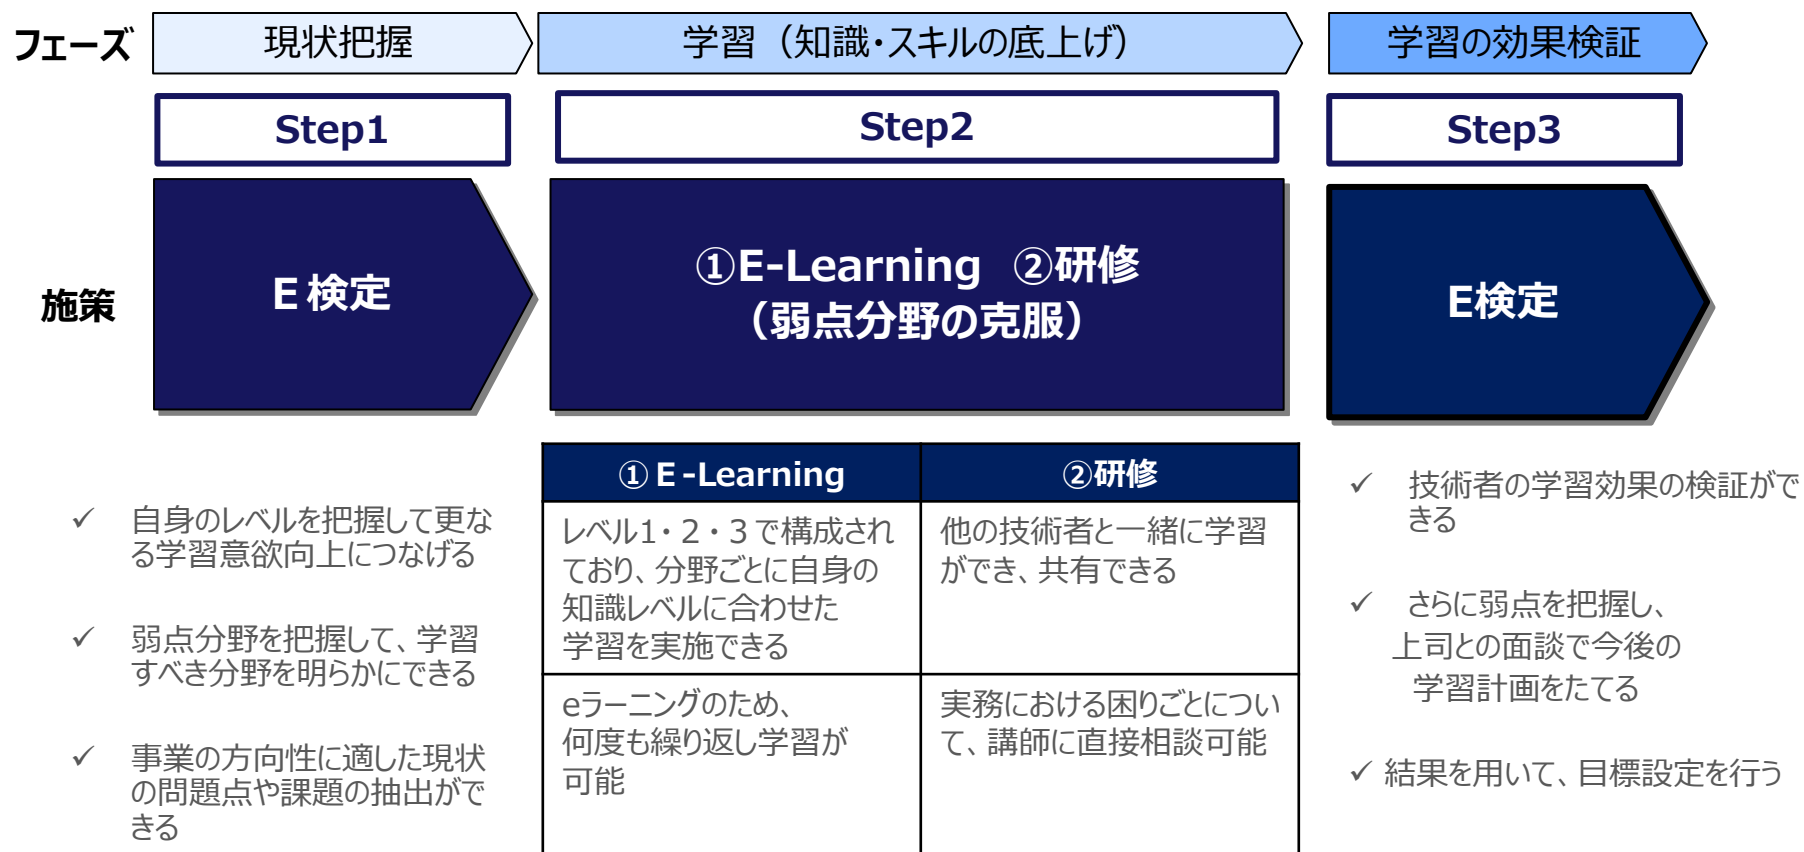 フェーズ
現状把握
学習（知識・スキルの底上げ）
学習の効果検証
Step1
Step2
Step3
施策
Ｅ検定
①E-Learning ②研修
（弱点分野の克服）
E検定
✓ 自身のレベルを把握して更な
る学習意欲向上につなげる
✓ 弱点分野を把握して、学習
すべき分野を明らかにできる
✓ 事業の方向性に適した現状
の問題点や課題の抽出がで
きる
①Ｅ-Learning
②研修
レベル1・２・３で構成され
ており、分野ごとに自身の
知識レベルに合わせた
学習を実施できる
他の技術者と一緒に学習
ができ、共有できる
eラーニングのため、
何度も繰り返し学習が
可能
実務における困りごとについ
て、講師に直接相談可能
✓ 技術者の学習効果の検証がで
きる
✓ さらに弱点を把握し、
上司との面談で今後の
学習計画をたてる
✓ 結果を用いて、目標設定を行う